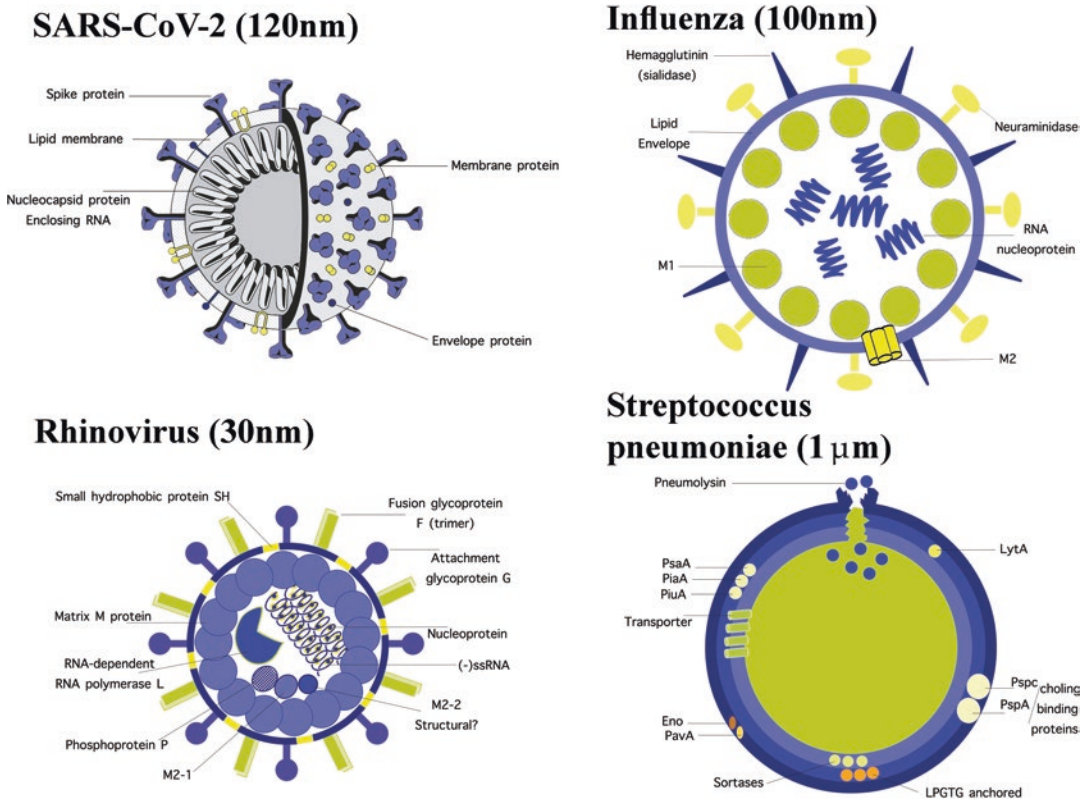 SARS-CoV-2 (120nm)
Spike protein
Lipid membrane
Nucleocapsid protein
Enclosing RNA
Membrane protein
Envelope protein
Influenza (100nm)
Hemagglutinin
(sialidase)
Lipid
Envelope
Neuraminidase
RNA
nucleoprotein
M1
M2
Rhinovirus (30nm)
Small hydrophobic protein SH
Fusion glycoprotein
F (trimer)
Attachment
glycoprotein G
Matrix M protein
Nucleoprotein
RNA-dependent
RNA polymerase L
(-)ssRNA
M2-2
Structural?
Phosphoprotein P
M2-1
Streptococcus
pneumoniae (1 μm)
Pneumolysin
LytA
PsaA
PiaA
PiuA
Transporter
Pspc
PspA
choling
binding
proteins
Eno
PavA
Sortases
LPGTG anchored